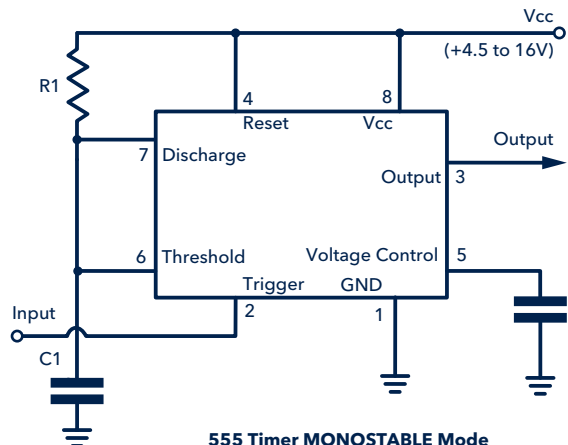 Vcc
(+4.5 to 16V)
R1
4
8
Reset
Vcc
Output
7
Discharge
Output
3
6
Threshold
Voltage Control
5
Trigger
GND
Input
2
1
C1
555 Timer MONOSTABLE Mode